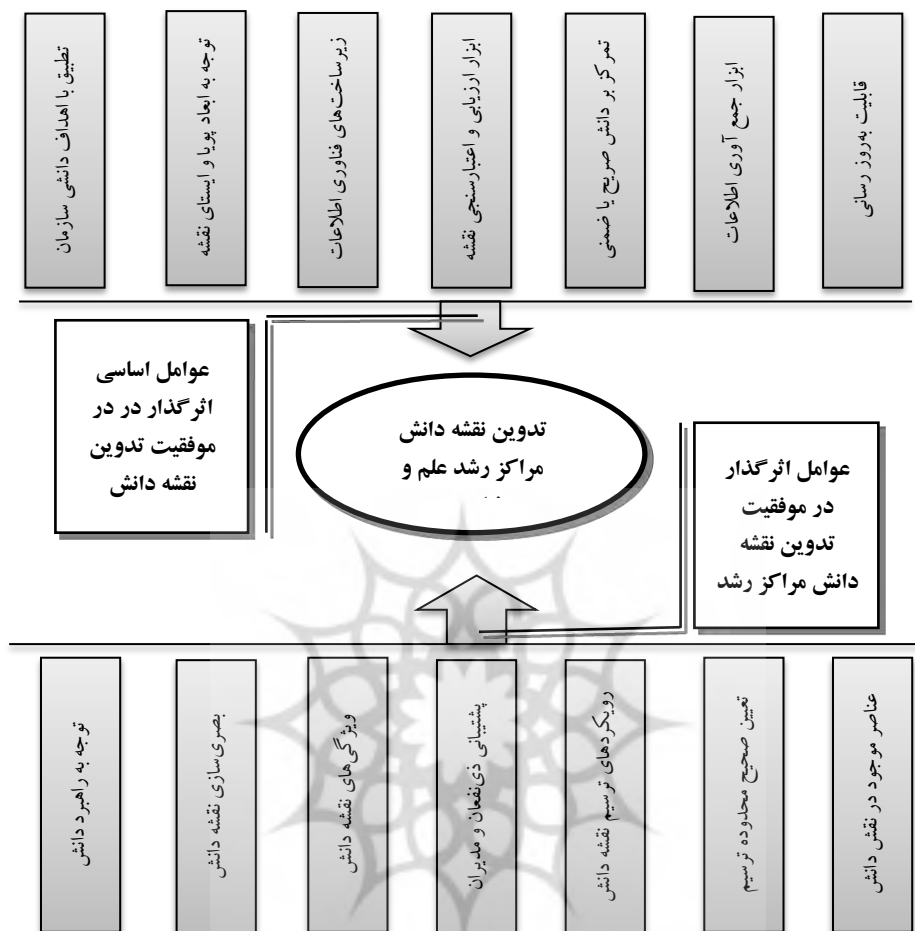 قابلیت به‌روز رسانی
ابزار جمع آوری اطلاعات
تمرکز بر دانش صریح یا ضمنی
ابزار ارزیابی و اعتبارسنجی نقشه
زیرساخت‌های فناوری اطلاعات
توجه به ابعاد پویا و ایستای نقشه
تطبیق با اهداف دانشی سازمان
عوامل اساسی
اثرگذار در در
موفقیت تدوین
نقشه دانش
تدوین نقشه دانش
مراکز رشد علم و
عوامل اثرگذار
در موفقیت
تدوین نقشه
دانش مراکز رشد
عناصر موجود در نقش دانش
تعیین صحیح محدوده ترسیم
رویکردهای ترسیم نقشه دانش
پشتیبانی ذی‌نفعان و مدیران
ویژگی‌های نقشه دانش
بصری‌سازی نقشه دانش
توجه به راهبرد دانش